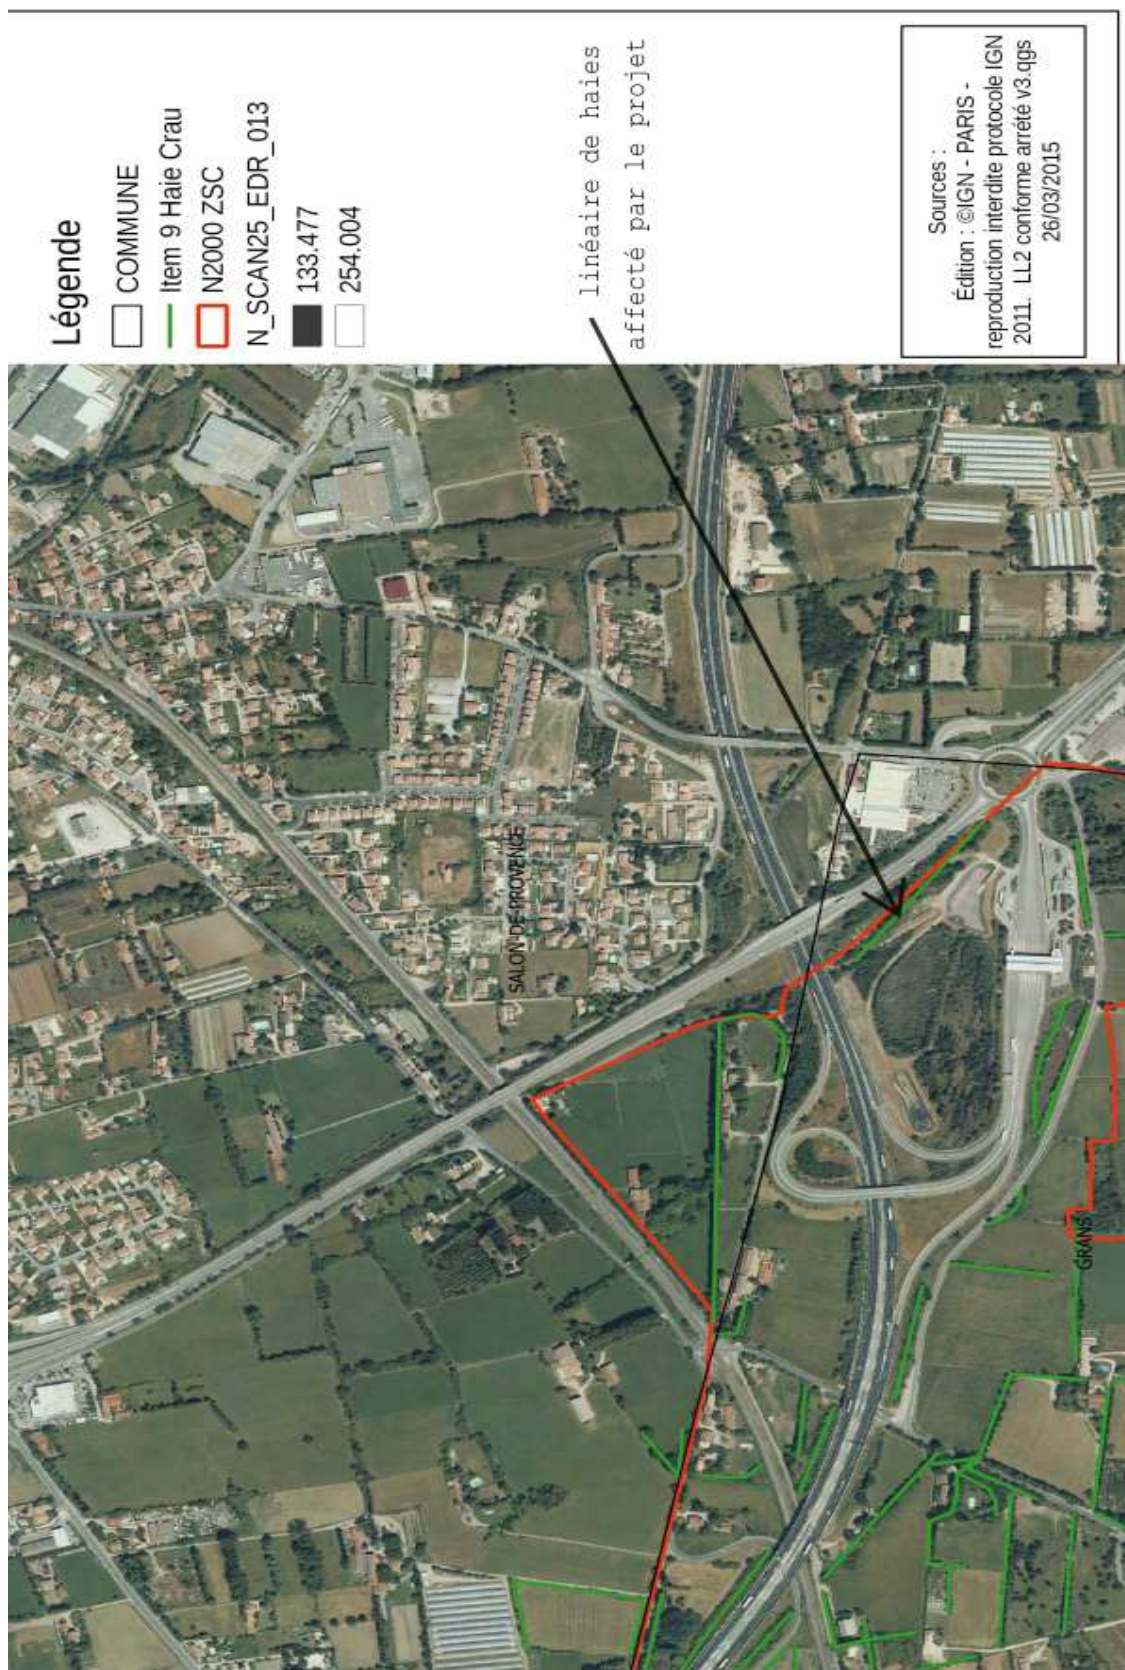 Légende
COMMUNE
Item 9 Haie Crau
N2000 ZSC
N_SCAN25_EDR_013
133.477
254.004
linéaire de haies
affecté par le projet
Sources :
Édition : ©IGN - PARIS -
reproduction interdite protocole IGN
2011. LL2 conforme arrété v3.qgs
26/03/2015
SALON-DE-PROVENCE
GRANS